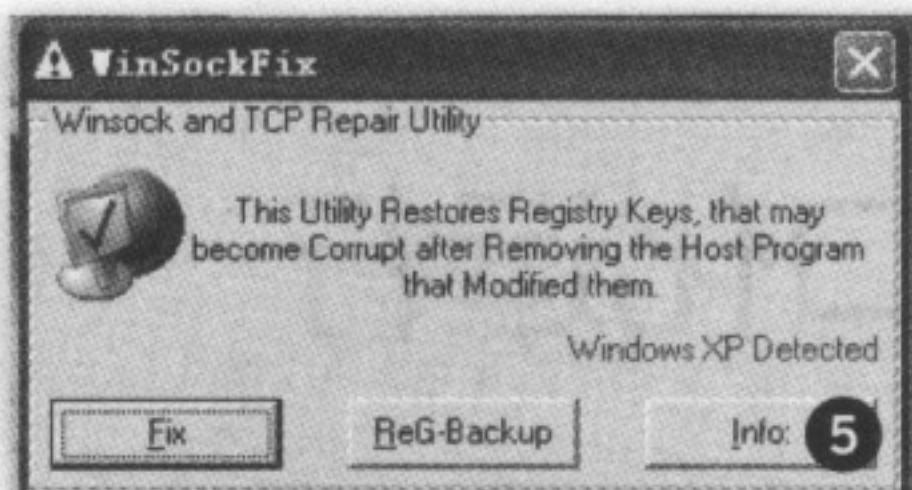 WinSockFix
Winsock and TCP Repair Utility
This Utility Restores Registry Keys, that may
become Corrupt after Removing the Host Program
that Modified them.
Windows XP Detected
Fix
ReG-Backup
Info:
5